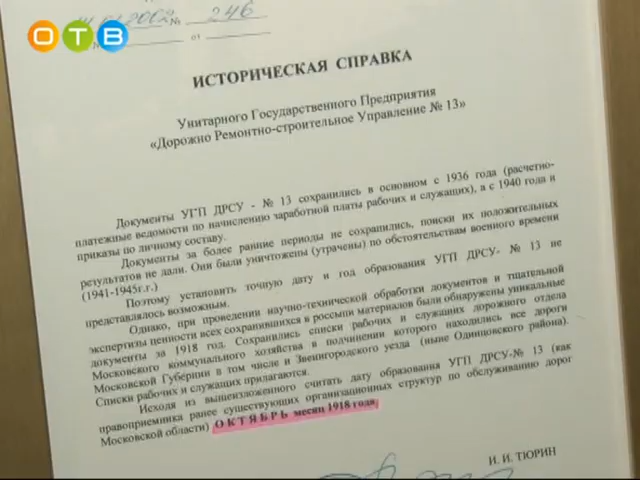 2002 № 246
ОТВ
№ от
ИСТОРИЧЕСКАЯ СПРАВКА
Унитарного Государственного Предприятия
«Дорожно Ремонтно-строительное Управление № 13»
Документы УГП ДРСУ - № 13 сохранились в основном с 1936 года (расчетно-
платежные ведомости по начислению заработной платы рабочих и служащих), а с 1940 года и
приказы по личному составу.
Документы за более ранние периоды не сохранились, поиски их положительных
результатов не дали. Они были уничтожены (утрачены) по обстоятельствам военного времени
(1941-1945г.г.)
Поэтому установить точную дату и год образования УГП ДРСУ- № 13 не
представлялось возможным.
Однако, при проведении научно-технической обработки документов и тщательной
экспертизы ценности всех сохранившихся в россыпи материалов были обнаружены уникальные
документы за 1918 год. Сохранились списки рабочих и служащих дорожного отдела
Московского коммунального хозяйства в подчинении которого находились все дороги
Московской Губернии в том числе и Звенигородского уезда (ныне Одинцовского района).
Списки рабочих и служащих прилагаются.
Исходя из вышеизложенного считать дату образования УГП ДРСУ-№ 13 (как
правоприемника ранее существующих организационных структур по обслуживанию дорог
Московской области) О К Т Я Б Р Ь месяц 1918 года.
И. И. ТЮРИН